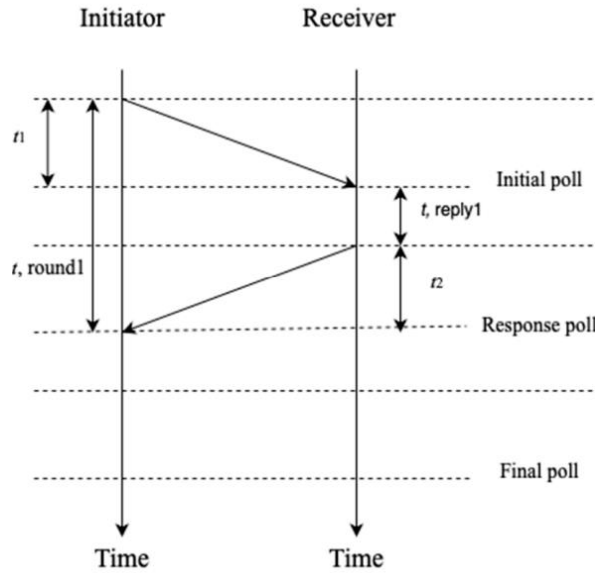 Initiator
Receiver
t1
Initial poll
t, reply1
t, round1
t2
Response poll
Final poll
Time
Time